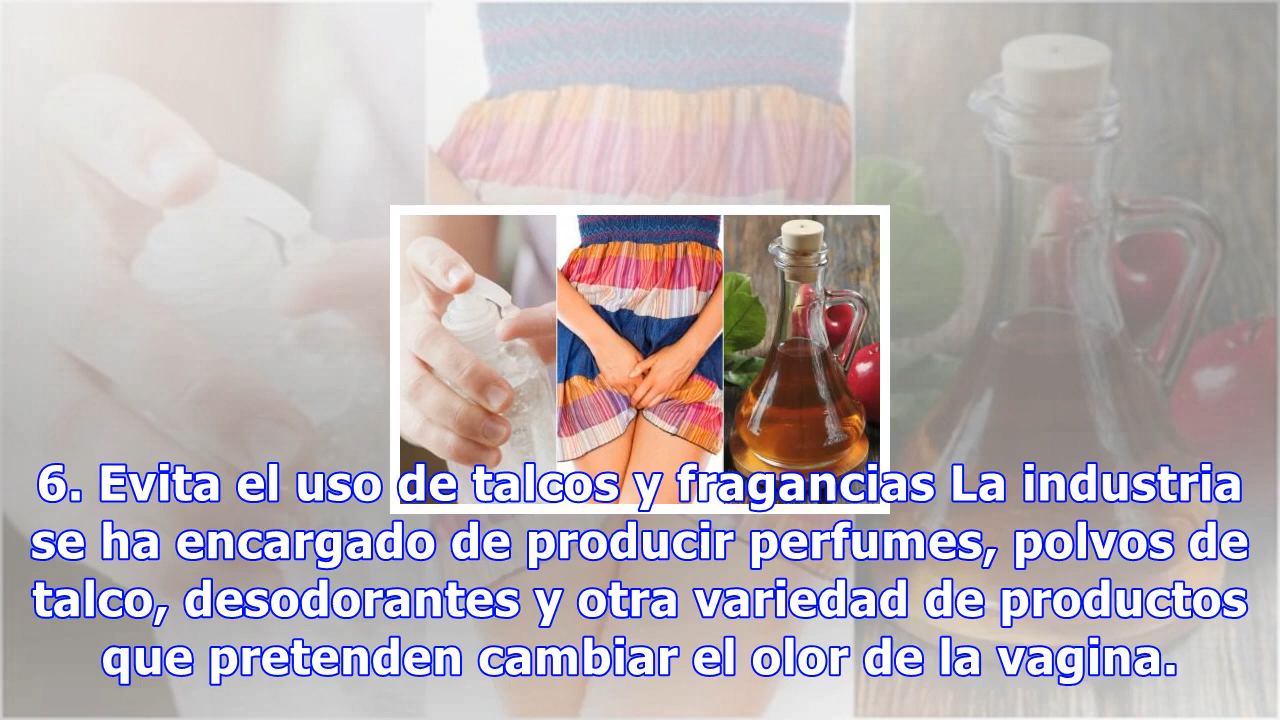 6. Evita el uso de talcos y fragancias La industria
se ha encargado de producir perfumes, polvos de
talco, desodorantes y otra variedad de productos
que pretenden cambiar el olor de la vagina.